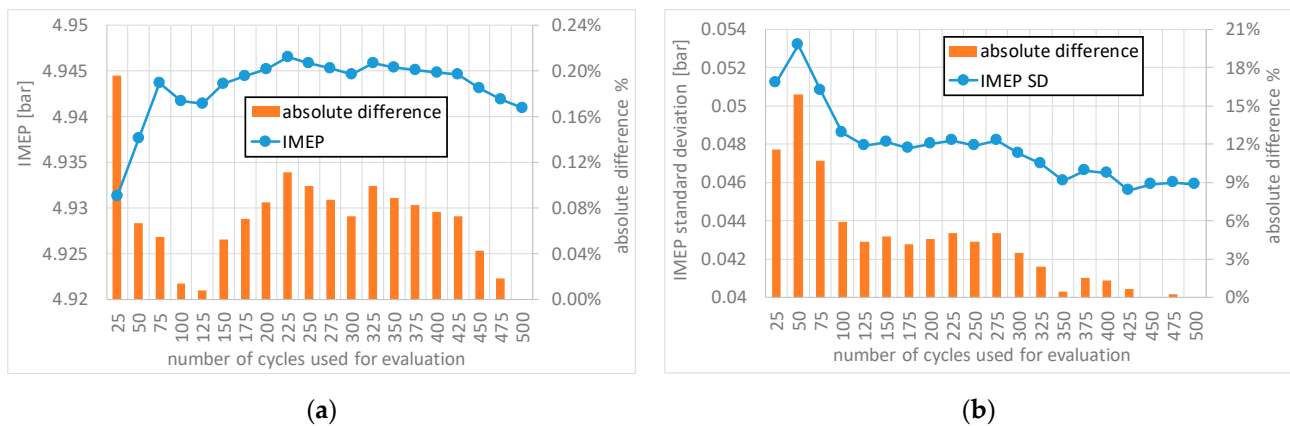 4.95
4.945
4.94
4.935
4.93
4.925
4.92
IMEP [bar]
0.24%
0.20%
0.16%
0.12%
0.08%
0.04%
0.00%
absolute difference %
absolute difference
IMEP
25 50 75 100 125 150 175 200 225 250 275 300 325 350 375 400 425 450 475 500
number of cycles used for evaluation
(a)
0.054
0.052
0.05
0.048
0.046
0.044
0.042
0.04
IMEP standard deviation [bar]
21%
18%
15%
12%
9%
6%
3%
0%
absolute difference %
absolute difference
IMEP SD
25 50 75 100 125 150 175 200 225 250 275 300 325 350 375 400 425 450 475 500
number of cycles used for evaluation
(b)